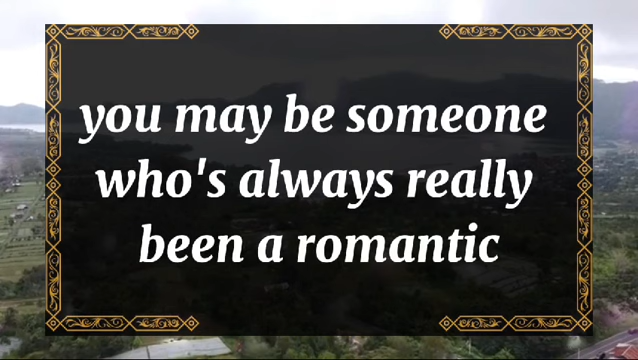 you may be someone
who's always really
been a romantic